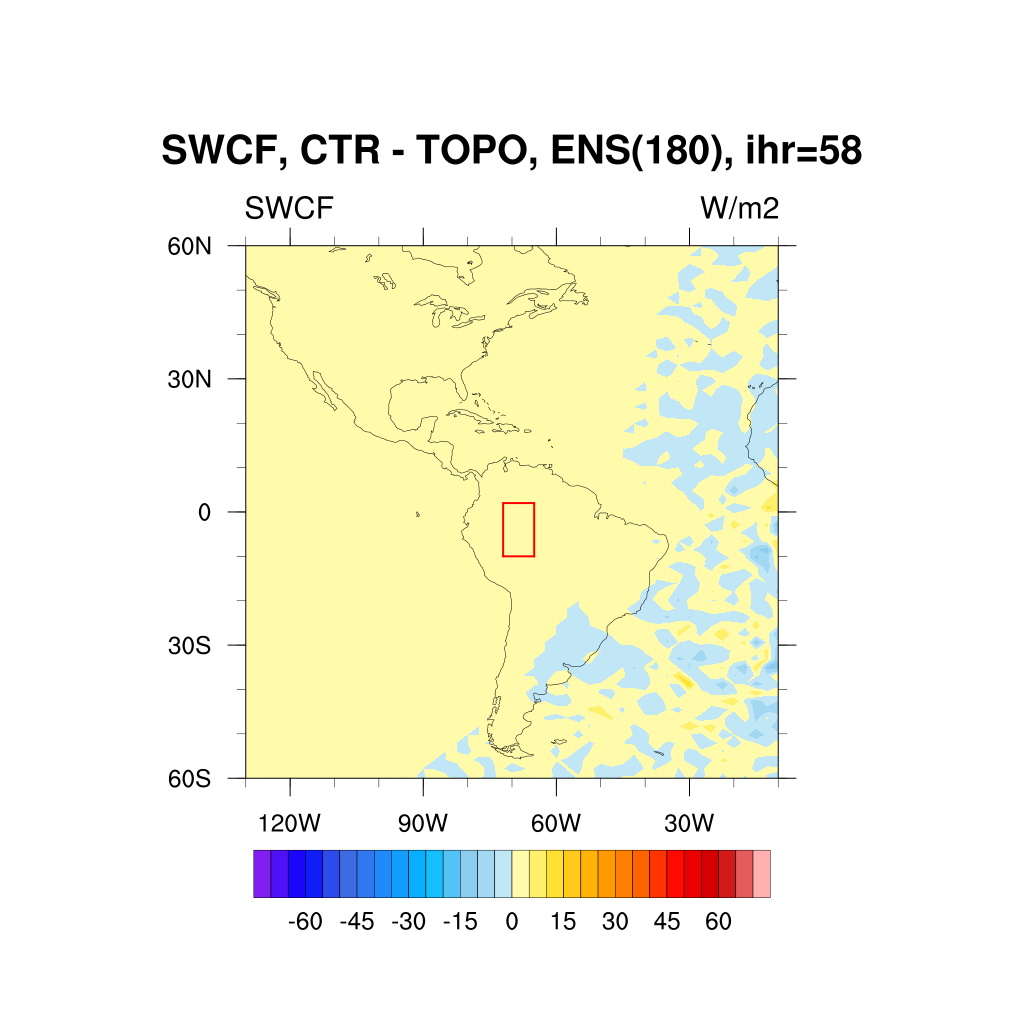 SWCF, CTR - TOPO, ENS(180), ihr=58
SWCF W/m2
60N
30N
0
30S
60S
120W 90W 60W 30W
-60 -45 -30 -15 0 15 30 45 60